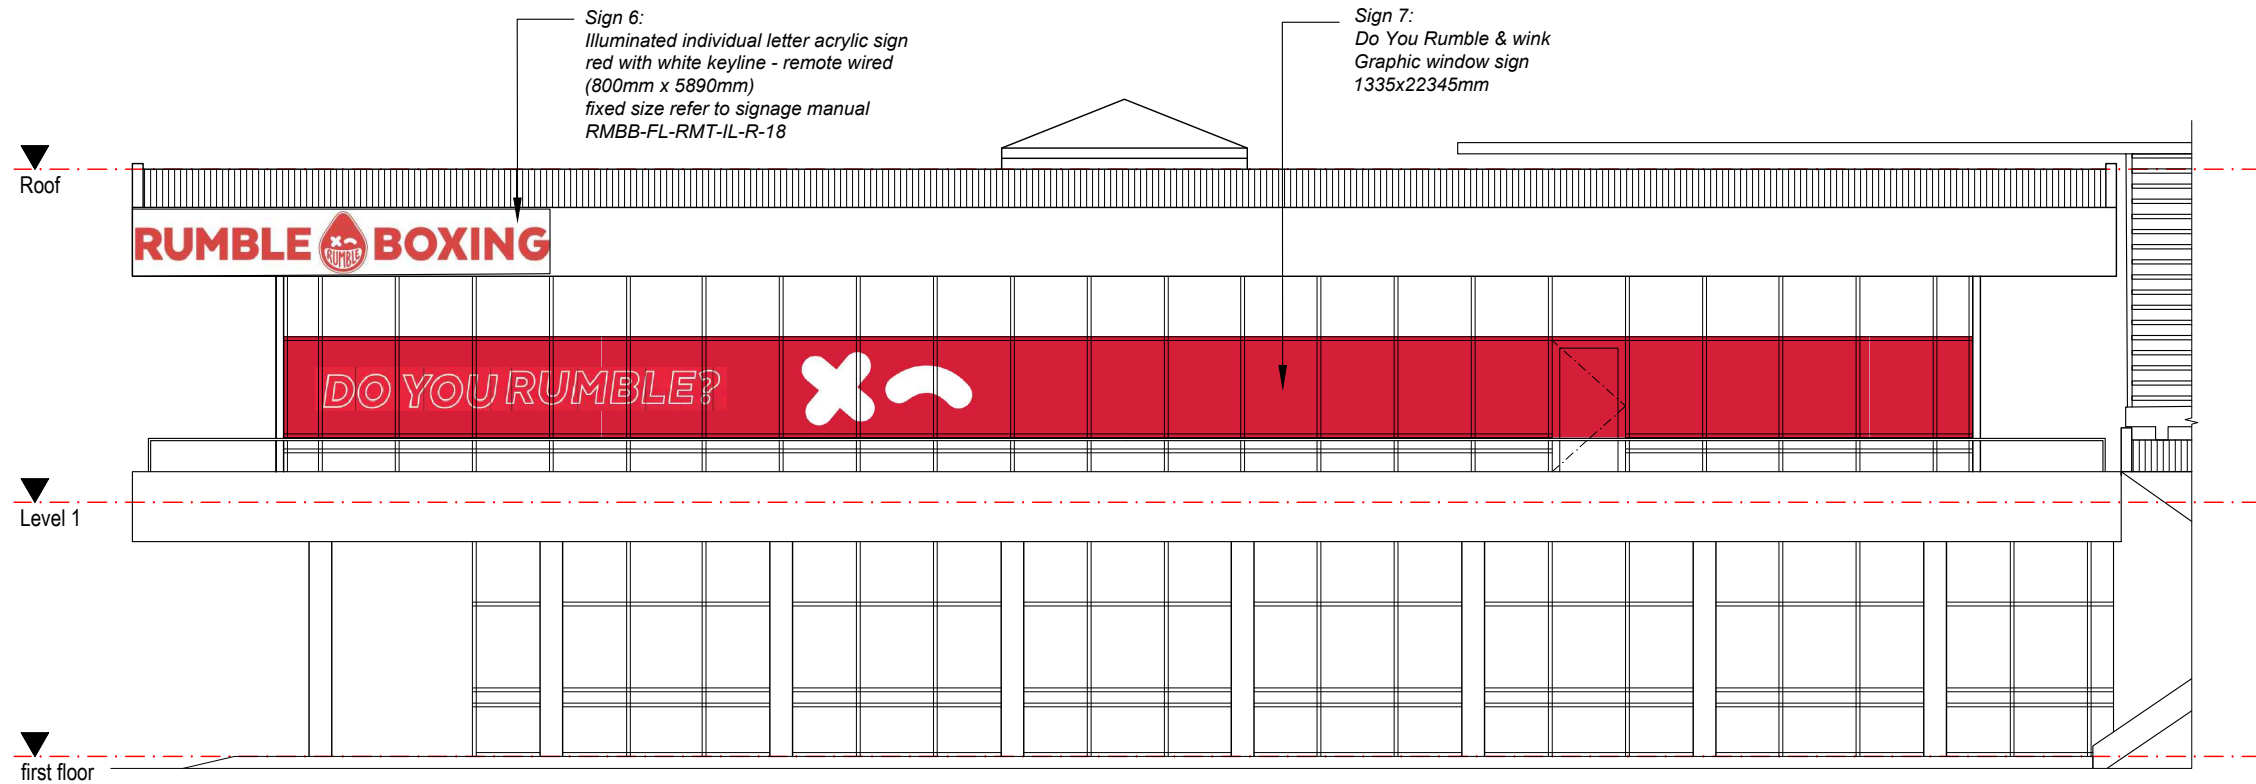 Sign 6:
Illuminated individual letter acrylic sign
red with white keyline - remote wired
(800mm x 5890mm)
fixed size refer to signage manual
RMBB-FL-RMT-IL-R-18
Sign 7:
Do You Rumble & wink
Graphic window sign
1335x22345mm
Roof
RUMBLE RUMBLE BOXING
DO YOU RUMBLE?
Level 1
first floor